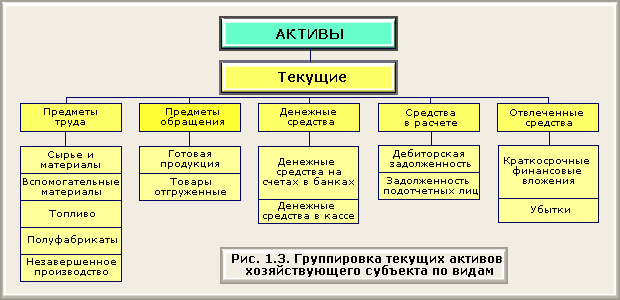 АКТИВЫ
Текущие
Предметы
труда
Предметы
обращения
Денежные
средства
Средства
в расчете
Отвлеченные
средства
Сырье и
материалы
Вспомогательные
материалы
Топливо
Полуфабрикаты
Незавершенное
производство
Готовая
продукция
Товары
отгруженные
Денежные
средства на
счетах в банках
Денежные
средства в кассе
Дебиторская
задолженность
Задолженность
подотчетных лиц
Краткосрочные
финансовые
вложения
Убытки
Рис. 1.3. Группировка текущих активов
хозяйствующего субъекта по видам